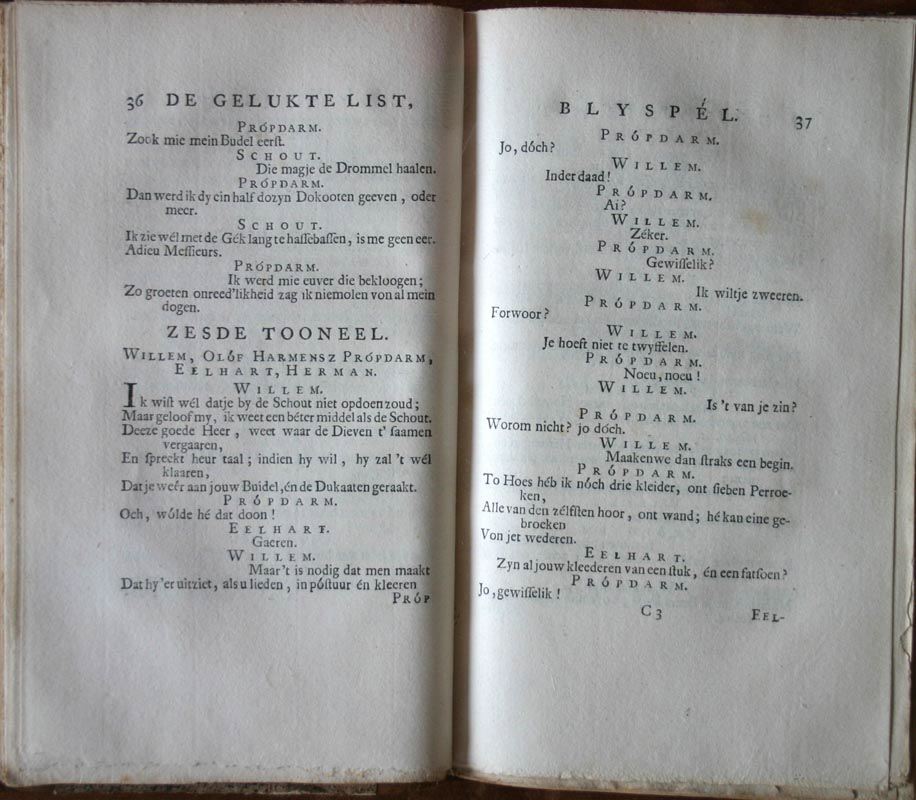 36 DE GELUKTE LIST,
PRÓPDARM.
Zook mie mein Budel eerst.
SCHOUT.
Die magje de Drommel haalen.
PRÓPDARM.
Dan werd ik dy ein half dozyn Dokooten geeven, oder
meer.
SCHOUT.
Ik zie wél met de Gék lang te hassebassen, is me geen eer.
Adieu Messieurs.
PRÓPDARM.
Ik werd mie euver die bekloogen;
Zo groeten onreed'likheid zag ik niemolen von al mein
dogen.
ZESDE TOONEEL.
WILLEM, OLÓF HARMENSZ PRÓPDARM,
EELHART, HERMAN.
WILLEM.
Ik wist wél datje by de Schout niet opdoen zoud;
Maar geloof my, ik weet een béter middel als de Schout.
Deeze goede Heer, weet waar de Dieven t'saamen
vergaaren,
En spreekt heur taal; indien hy wil, hy zal 't wél
klaaren,
Dat je weêr aan jouw Buidel, én de Dukaaten geraakt.
PRÓPDARM.
Och, wólde hé dat doon!
EELHART.
Gaeren.
WILLEM.
Maar 't is nodig dat men maakt
Dat hy'er uitziet, als u lieden, in póstuur én kleeren
PRÓP
BLYSPÉL. 37
PRÓPDARM.
Jo, dóch?
WILLEM.
Inderdaad!
PRÓPDARM.
Ai?
WILLEM.
Zéker.
PRÓPDARM.
Gewisselik?
WILLEM.
Ik wiltje zweeren.
PRÓPDARM.
Forwoor?
WILLEM.
Je hoeft niet te twyffelen.
PRÓPDARM.
Noeu, noeu!
WILLEM.
Is 't van je zin?
PRÓPDARM.
Worom nicht? jo dóch.
WILLEM.
Maakenwe dan straks een begin.
PRÓPDARM.
To Hoes héb ik nóch drie kleider, ont sieben Perroe-
ken,
Alle van den zélfsten hoor, ont wand; hé kan eine ge-
broeken
Von jet wederen.
EELHART.
Zyn al jouw kleederen van een stuk, én een fatsoen?
PRÓPDARM.
Jo, gewisselik!
C 3 EEL-